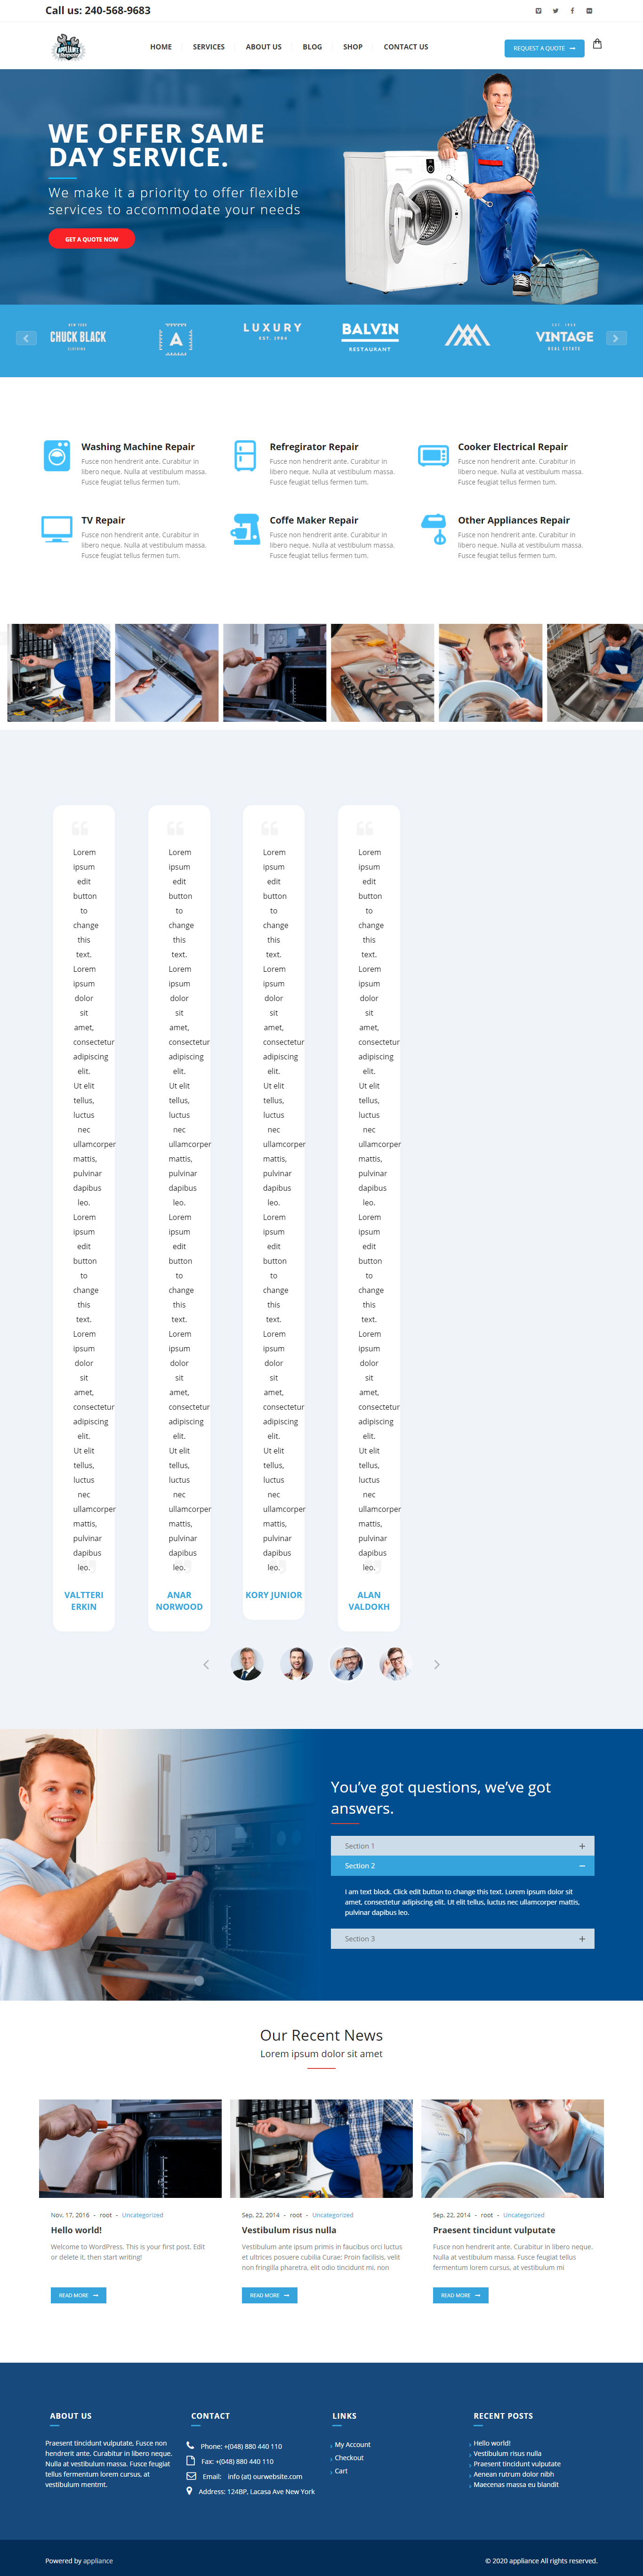 Call us: 240-568-9683
APPLIANCE
HOME
SERVICES
ABOUT US
BLOG
SHOP
CONTACT US
REQUEST A QUOTE
WE OFFER SAME
DAY SERVICE.
We make it a priority to offer flexible
services to accommodate your needs
GET A QUOTE NOW
NEW YORK
CHUCK BLACK
CLOTHING
A
LUXURY
EST. 1984
BALVIN
RESTAURANT
EST. 1984
VINTAGE
REAL ESTATE
Washing Machine Repair
Fusce non hendrerit ante. Curabitur in
libero neque. Nulla at vestibulum massa.
Fusce feugiat tellus fermen tum.
Refregirator Repair
Fusce non hendrerit ante. Curabitur in
libero neque. Nulla at vestibulum massa.
Fusce feugiat tellus fermen tum.
Cooker Electrical Repair
Fusce non hendrerit ante. Curabitur in
libero neque. Nulla at vestibulum massa.
Fusce feugiat tellus fermen tum.
TV Repair
Fusce non hendrerit ante. Curabitur in
libero neque. Nulla at vestibulum massa.
Fusce feugiat tellus fermen tum.
Coffe Maker Repair
Fusce non hendrerit ante. Curabitur in
libero neque. Nulla at vestibulum massa.
Fusce feugiat tellus fermen tum.
Other Appliances Repair
Fusce non hendrerit ante. Curabitur in
libero neque. Nulla at vestibulum massa.
Fusce feugiat tellus fermen tum.
Lorem
ipsum
edit
button
to
change
this
text.
Lorem
ipsum
dolor
sit
amet,
consectetur
adipiscing
elit.
Ut elit
tellus,
luctus
nec
ullamcorper
mattis,
pulvinar
dapibus
leo.
Lorem
ipsum
edit
button
to
change
this
text.
Lorem
ipsum
dolor
sit
amet,
consectetur
adipiscing
elit.
Ut elit
tellus,
luctus
nec
ullamcorper
mattis,
pulvinar
dapibus
leo.
VALTTERI
ERKIN
Lorem
ipsum
edit
button
to
change
this
text.
Lorem
ipsum
dolor
sit
amet,
consectetur
adipiscing
elit.
Ut elit
tellus,
luctus
nec
ullamcorper
mattis,
pulvinar
dapibus
leo.
Lorem
ipsum
edit
button
to
change
this
text.
Lorem
ipsum
dolor
sit
amet,
consectetur
adipiscing
elit.
Ut elit
tellus,
luctus
nec
ullamcorper
mattis,
pulvinar
dapibus
leo.
ANAR
NORWOOD
Lorem
ipsum
edit
button
to
change
this
text.
Lorem
ipsum
dolor
sit
amet,
consectetur
adipiscing
elit.
Ut elit
tellus,
luctus
nec
ullamcorper
mattis,
pulvinar
dapibus
leo.
Lorem
ipsum
edit
button
to
change
this
text.
Lorem
ipsum
dolor
sit
amet,
consectetur
adipiscing
elit.
Ut elit
tellus,
luctus
nec
ullamcorper
mattis,
pulvinar
dapibus
leo.
KORY JUNIOR
Lorem
ipsum
edit
button
to
change
this
text.
Lorem
ipsum
dolor
sit
amet,
consectetur
adipiscing
elit.
Ut elit
tellus,
luctus
nec
ullamcorper
mattis,
pulvinar
dapibus
leo.
Lorem
ipsum
edit
button
to
change
this
text.
Lorem
ipsum
dolor
sit
amet,
consectetur
adipiscing
elit.
Ut elit
tellus,
luctus
nec
ullamcorper
mattis,
pulvinar
dapibus
leo.
ALAN
VALDOKH
You've got questions, we've got
answers.
Section 1
Section 2
I am text block. Click edit button to change this text. Lorem ipsum dolor sit
amet, consectetur adipiscing elit. Ut elit tellus, luctus nec ullamcorper mattis,
pulvinar dapibus leo.
Section 3
Our Recent News
Lorem ipsum dolor sit amet
Nov. 17, 2016 - root - Uncategorized
Hello world!
Welcome to WordPress. This is your first post. Edit
or delete it, then start writing!
READ MORE
Sep, 22, 2014 - root - Uncategorized
Vestibulum risus nulla
Vestibulum ante ipsum primis in faucibus orci luctus
et ultrices posuere cubilia Curae; Proin facilisis, velit
non fringilla pharetra, elit odio tincidunt mi, non
READ MORE
Sep, 22, 2014 - root - Uncategorized
Praesent tincidunt vulputate
Fusce non hendrerit ante. Curabitur in libero neque.
Nulla at vestibulum massa. Fusce feugiat tellus
fermentum lorem cursus, at vestibulum mi
READ MORE
ABOUT US
Praesent tincidunt vulputate, Fusce non
hendrerit ante. Curabitur in libero neque.
Nulla at vestibulum massa. Fusce feugiat
tellus fermentum lorem cursus, at
vestibulum mentmt.
CONTACT
Phone: +(048) 880 440 110
Fax: +(048) 880 440 110
Email: info (at) ourwebsite.com
Address: 124BP, Lacasa Ave New York
LINKS
My Account
Checkout
Cart
RECENT POSTS
Hello world!
Vestibulum risus nulla
Praesent tincidunt vulputate
Aenean rutrum dolor nibh
Maecenas massa eu blandit
Powered by appliance
© 2020 appliance All rights reserved.